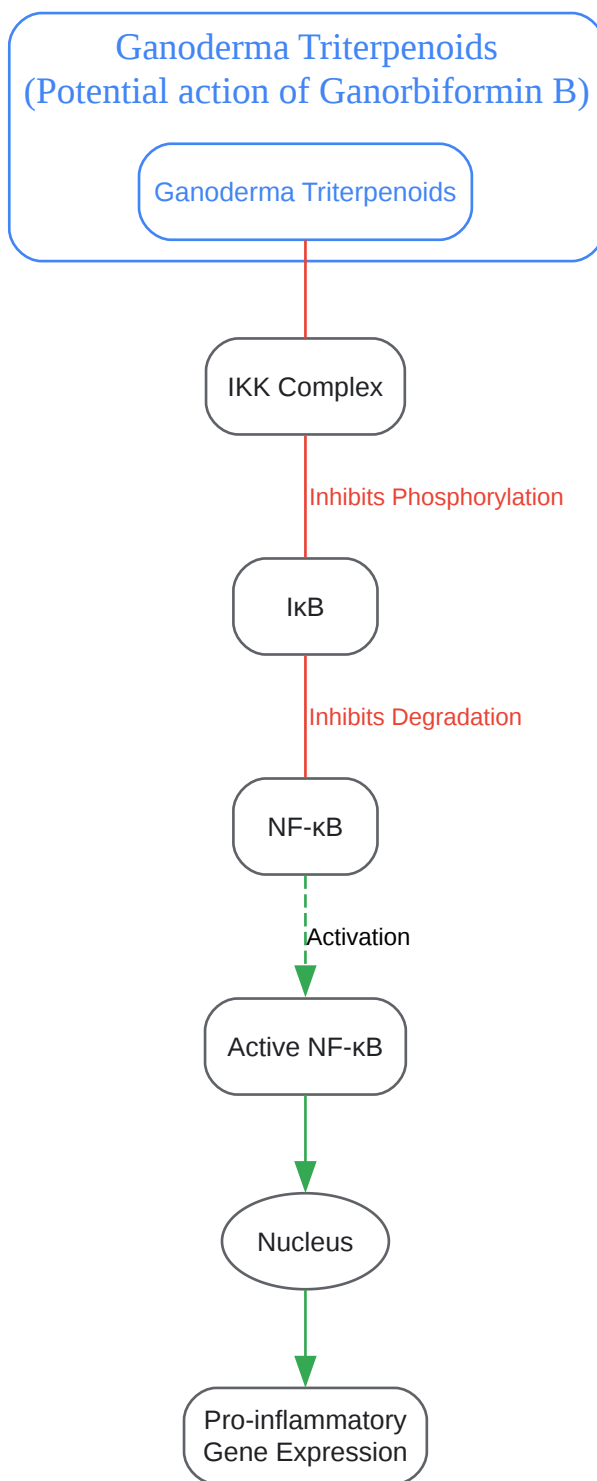 Ganoderma Triterpenoids
(Potential action of Ganorbiformin B)
Ganoderma Triterpenoids
IKK Complex
Inhibits Phosphorylation
IκB
Inhibits Degradation
NF-κB
Activation
Active NF-κB
Nucleus
Pro-inflammatory
Gene Expression